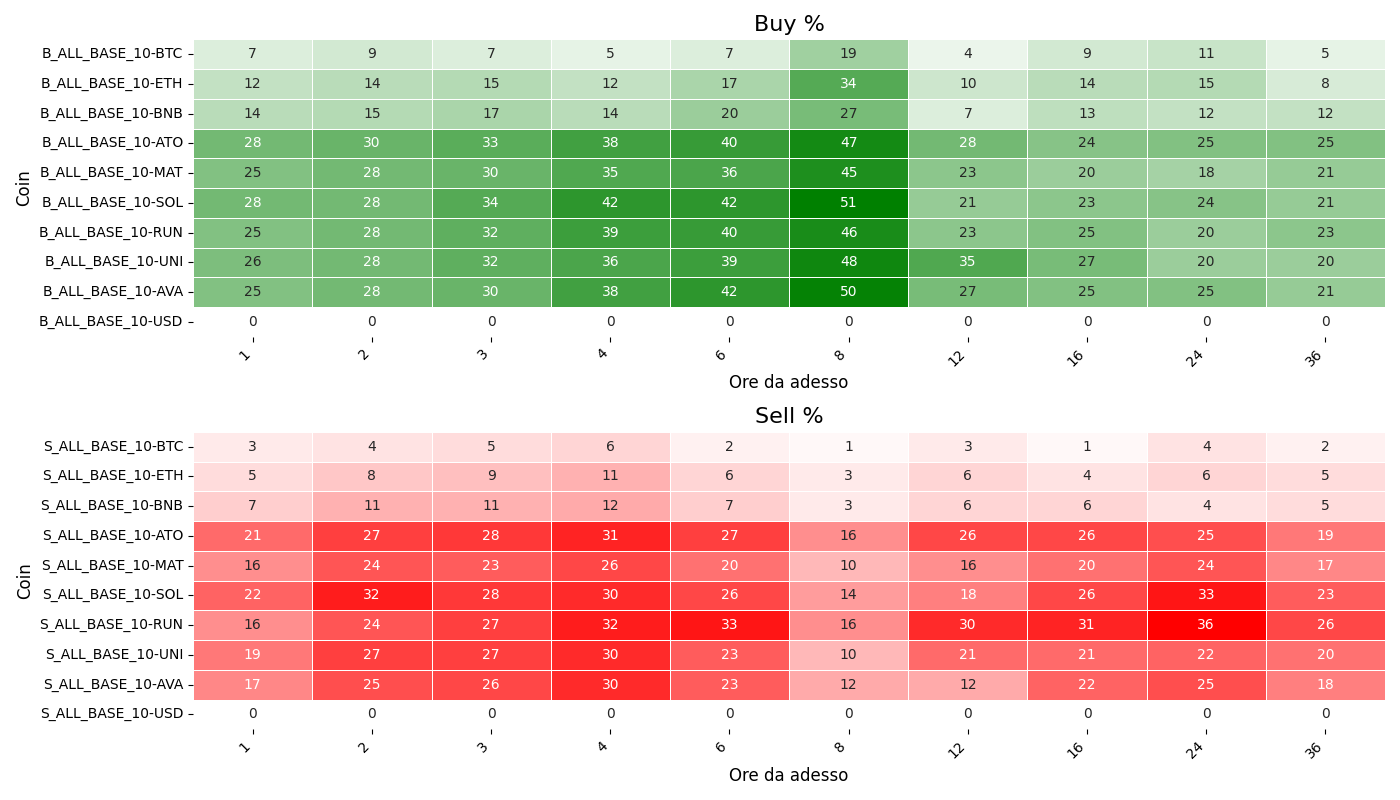 Buy %
Coin
B_ALL_BASE_10-BTC 7 9 7 5 7 19 4 9 11 5
B_ALL_BASE_10-ETH 12 14 15 12 17 34 10 14 15 8
B_ALL_BASE_10-BNB 14 15 17 14 20 27 7 13 12 12
B_ALL_BASE_10-ATO 28 30 33 38 40 47 28 24 25 25
B_ALL_BASE_10-MAT 25 28 30 35 36 45 23 20 18 21
B_ALL_BASE_10-SOL 28 28 34 42 42 51 21 23 24 21
B_ALL_BASE_10-RUN 25 28 32 39 40 46 23 25 20 23
B_ALL_BASE_10-UNI 26 28 32 36 39 48 35 27 20 20
B_ALL_BASE_10-AVA 25 28 30 38 42 50 27 25 25 21
B_ALL_BASE_10-USD 0 0 0 0 0 0 0 0 0 0
1 2 3 4 6 8 12 16 24 36
Ore da adesso
Sell %
Coin
S_ALL_BASE_10-BTC 3 4 5 6 2 1 3 1 4 2
S_ALL_BASE_10-ETH 5 8 9 11 6 3 6 4 6 5
S_ALL_BASE_10-BNB 7 11 11 12 7 3 6 6 4 5
S_ALL_BASE_10-ATO 21 27 28 31 27 16 26 26 25 19
S_ALL_BASE_10-MAT 16 24 23 26 20 10 16 20 24 17
S_ALL_BASE_10-SOL 22 32 28 30 26 14 18 26 33 23
S_ALL_BASE_10-RUN 16 24 27 32 33 16 30 31 36 26
S_ALL_BASE_10-UNI 19 27 27 30 23 10 21 21 22 20
S_ALL_BASE_10-AVA 17 25 26 30 23 12 12 22 25 18
S_ALL_BASE_10-USD 0 0 0 0 0 0 0 0 0 0
1 2 3 4 6 8 12 16 24 36
Ore da adesso